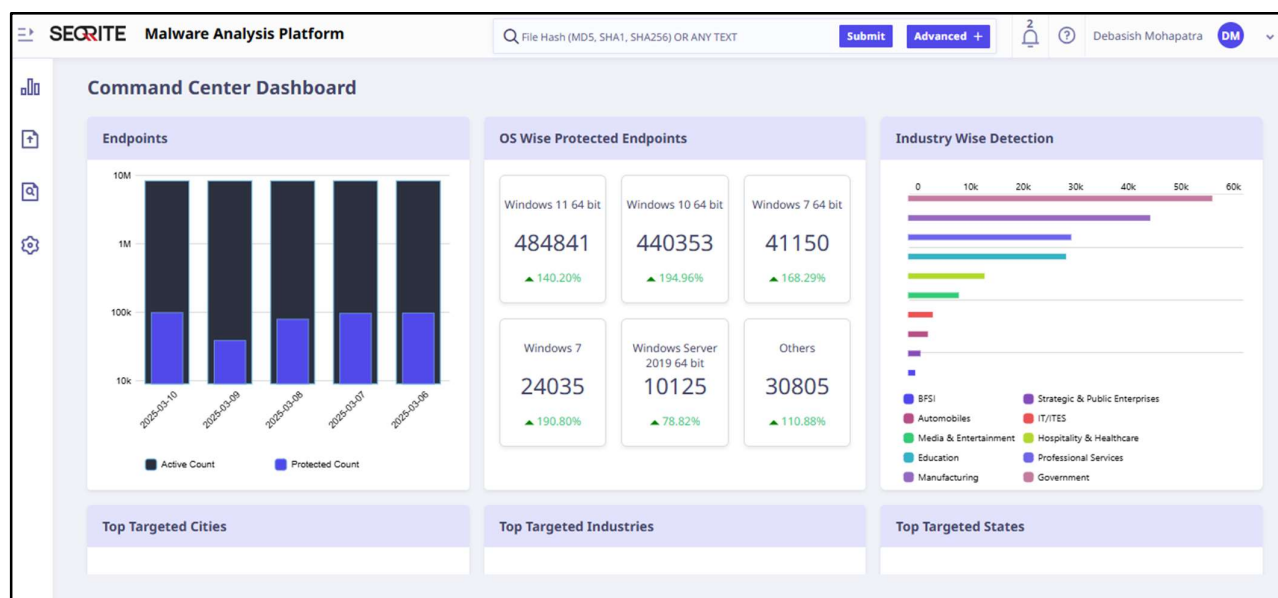 SEQRITE Malware Analysis Platform
File Hash (MD5, SHA1, SHA256) OR ANY TEXT
Submit
Advanced +
2
Debasish Mohapatra
DM
Command Center Dashboard
Endpoints
10M
1M
100k
10k
2025-03-10
2025-03-09
2025-03-08
2025-03-07
2025-03-06
Active Count
Protected Count
OS Wise Protected Endpoints
Windows 11 64 bit
484841
140.20%
Windows 10 64 bit
440353
194.96%
Windows 7 64 bit
41150
168.29%
Windows 7
24035
190.80%
Windows Server
2019 64 bit
10125
78.82%
Others
30805
110.88%
Industry Wise Detection
0 10k 20k 30k 40k 50k 60k
BFSI
Strategic & Public Enterprises
Automobiles
IT/ITES
Media & Entertainment
Hospitality & Healthcare
Education
Professional Services
Manufacturing
Government
Top Targeted Cities
Top Targeted Industries
Top Targeted States